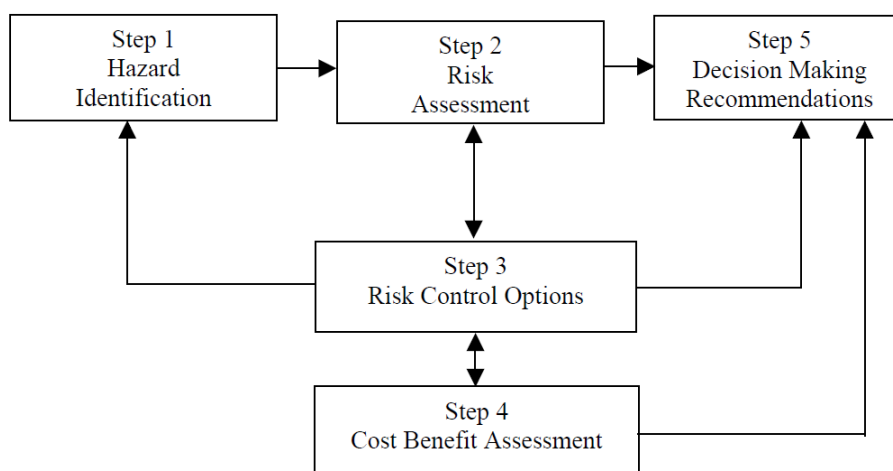 Step 1
Hazard
Identification
Step 2
Risk
Assessment
Step 5
Decision Making
Recommendations
Step 3
Risk Control Options
Step 4
Cost Benefit Assessment